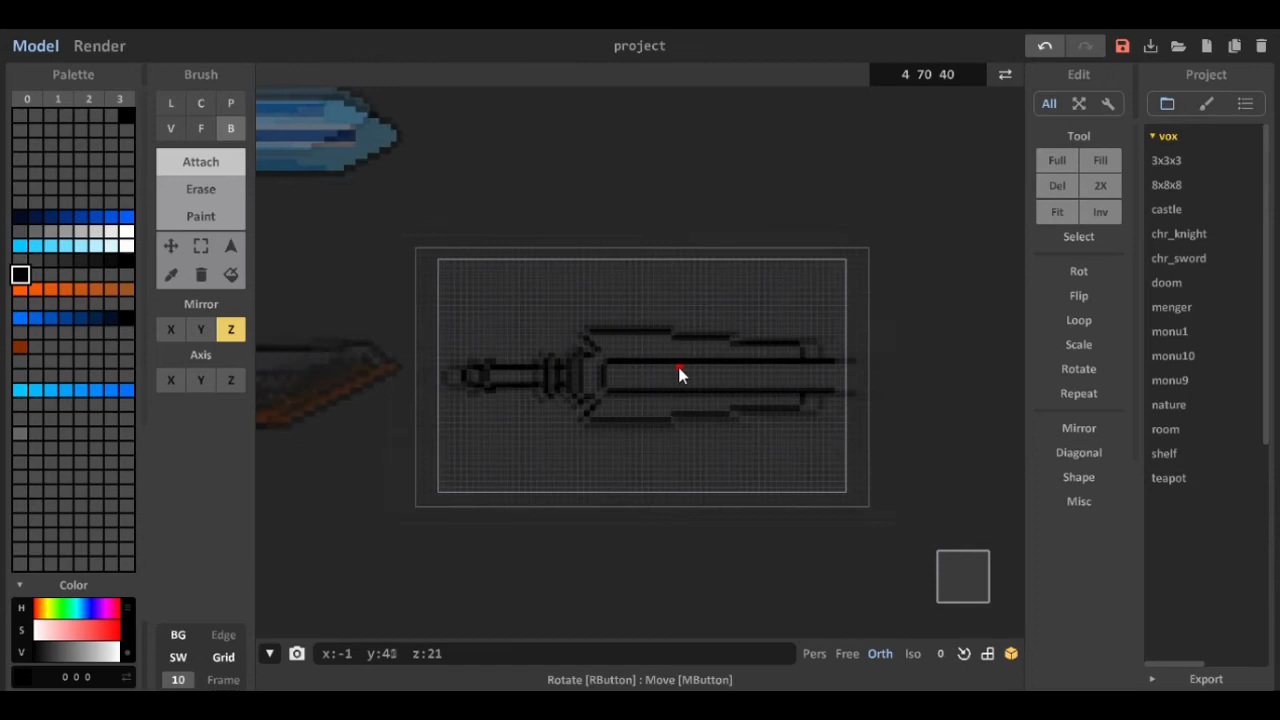 Model Render
project
Palette
0 1 2 3
Color
H
S
V
0 0 0
Brush
L C P
V F B
Attach
Erase
Paint
Mirror
X Y Z
Axis
X Y Z
BG Edge
SW Grid
10 Frame
4 70 40
x:-1 y:41 z:21
Pers Free Orth Iso 0
Rotate [RButton] : Move [MButton]
Edit
All
Tool
Full Fill
Del 2X
Fit Inv
Select
Rot
Flip
Loop
Scale
Rotate
Repeat
Mirror
Diagonal
Shape
Misc
Project
vox
3x3x3
8x8x8
castle
chr_knight
chr_sword
doom
menger
monu1
monu10
monu9
nature
room
shelf
teapot
Export